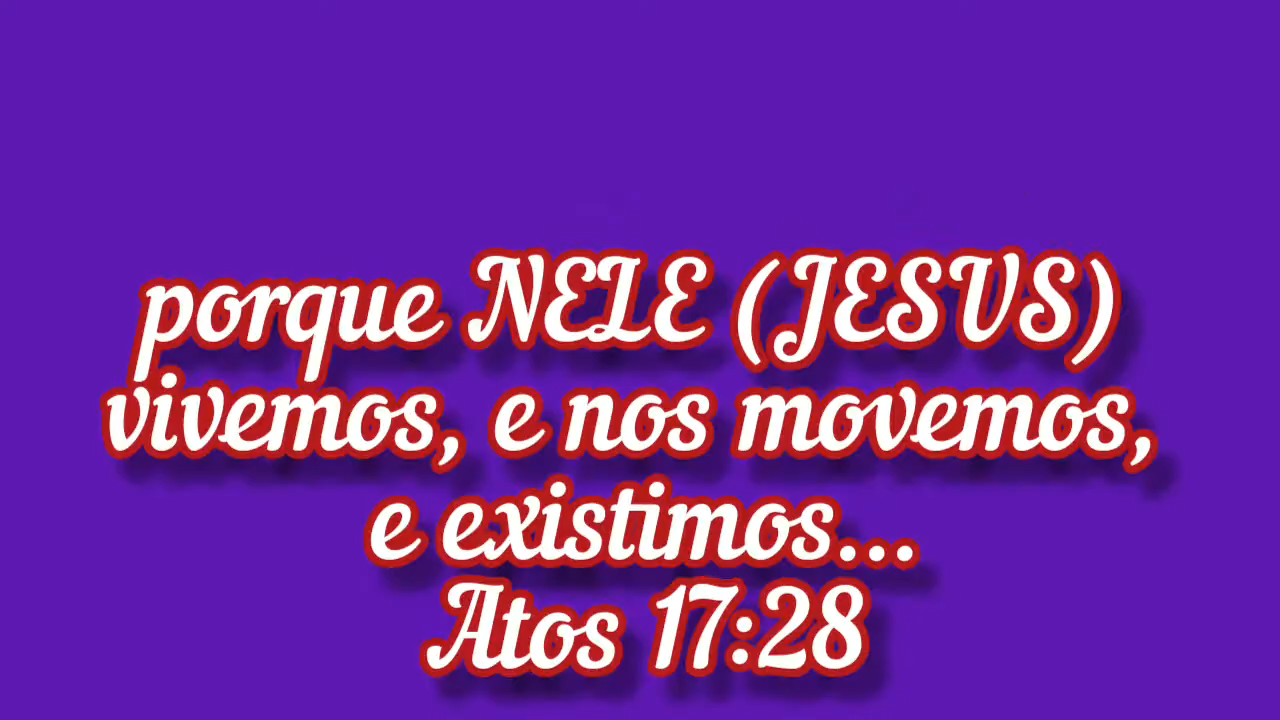 porque NELE (JESUS)
vivemos, e nos movemos,
e existimos...
Atos 17:28